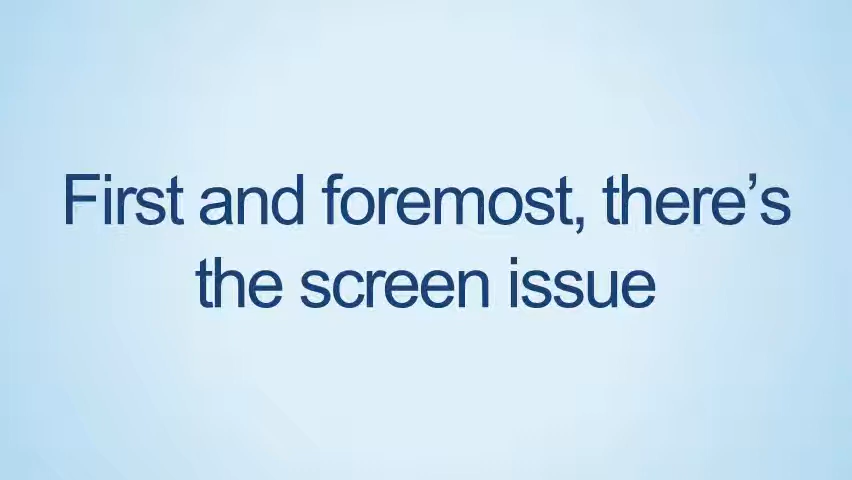 First and foremost, there’s
the screen issue